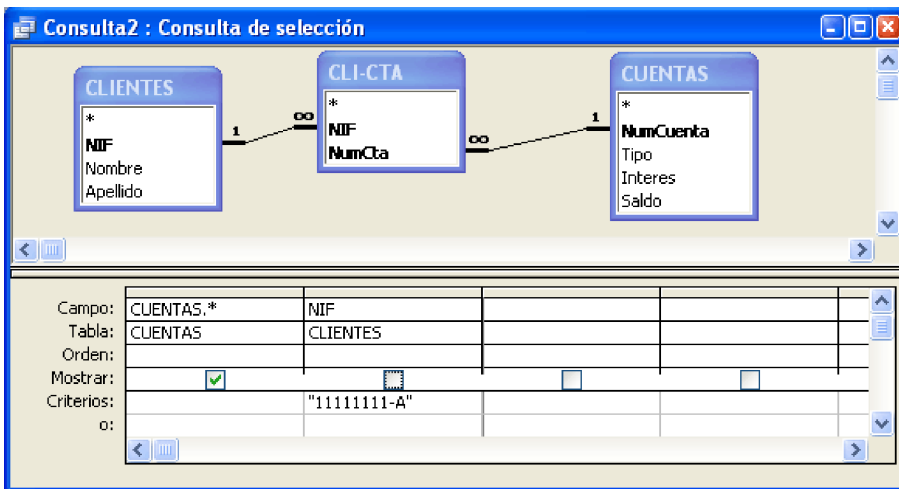 Consulta2 : Consulta de selección
CLIENTES
*
NIF
Nombre
Apellido
1
∞
CLI-CTA
*
NIF
NumCta
∞
1
CUENTAS
*
NumCuenta
Tipo
Interes
Saldo
Campo: CUENTAS.* NIF
Tabla: CUENTAS CLIENTES
Orden:
Mostrar:
Criterios: "11111111-A"
o: